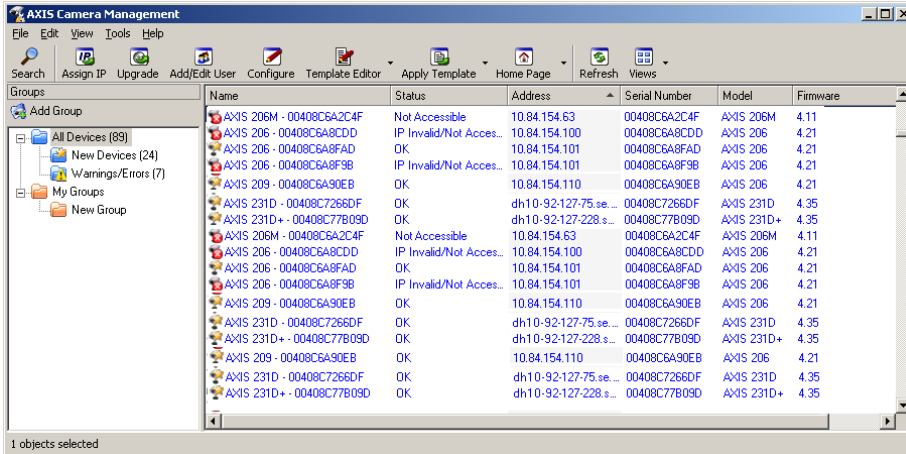 AXIS Camera Management
File Edit View Tools Help
Search Assign IP Upgrade Add/Edit User Configure Template Editor Apply Template Home Page Refresh Views
Groups
Add Group
All Devices (89)
New Devices (24)
Warnings/Errors (7)
My Groups
New Group
Name Status Address Serial Number Model Firmware
AXIS 206M - 00408C6A2C4F Not Accessible 10.84.154.63 00408C6A2C4F AXIS 206M 4.11
AXIS 206 - 00408C6A8CDD IP Invalid/Not Acces... 10.84.154.100 00408C6A8CDD AXIS 206 4.21
AXIS 206 - 00408C6A8FAD OK 10.84.154.101 00408C6A8FAD AXIS 206 4.21
AXIS 206 - 00408C6A8F9B IP Invalid/Not Acces... 10.84.154.101 00408C6A8F9B AXIS 206 4.21
AXIS 209 - 00408C6A90EB OK 10.84.154.110 00408C6A90EB AXIS 206 4.21
AXIS 231D - 00408C7266DF OK dh10-92-127-75.se... 00408C7266DF AXIS 231D 4.35
AXIS 231D+ - 00408C77B09D OK dh10-92-127-228.s... 00408C77B09D AXIS 231D+ 4.35
AXIS 206M - 00408C6A2C4F Not Accessible 10.84.154.63 00408C6A2C4F AXIS 206M 4.11
AXIS 206 - 00408C6A8CDD IP Invalid/Not Acces... 10.84.154.100 00408C6A8CDD AXIS 206 4.21
AXIS 206 - 00408C6A8FAD OK 10.84.154.101 00408C6A8FAD AXIS 206 4.21
AXIS 206 - 00408C6A8F9B IP Invalid/Not Acces... 10.84.154.101 00408C6A8F9B AXIS 206 4.21
AXIS 209 - 00408C6A90EB OK 10.84.154.110 00408C6A90EB AXIS 206 4.21
AXIS 231D - 00408C7266DF OK dh10-92-127-75.se... 00408C7266DF AXIS 231D 4.35
AXIS 231D+ - 00408C77B09D OK dh10-92-127-228.s... 00408C77B09D AXIS 231D+ 4.35
AXIS 209 - 00408C6A90EB OK 10.84.154.110 00408C6A90EB AXIS 206 4.21
AXIS 231D - 00408C7266DF OK dh10-92-127-75.se... 00408C7266DF AXIS 231D 4.35
AXIS 231D+ - 00408C77B09D OK dh10-92-127-228.s... 00408C77B09D AXIS 231D+ 4.35
1 objects selected